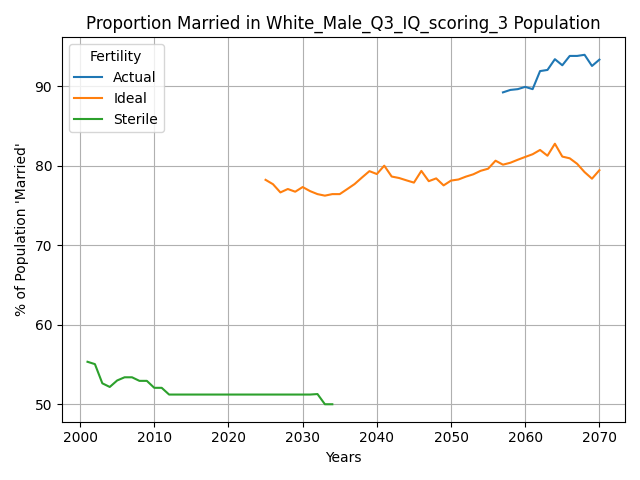 Proportion Married in White_Male_Q3_IQ_scoring_3 Population
Fertility
Actual
Ideal
Sterile
% of Population 'Married'
90
80
70
60
50
2000 2010 2020 2030 2040 2050 2060 2070
Years